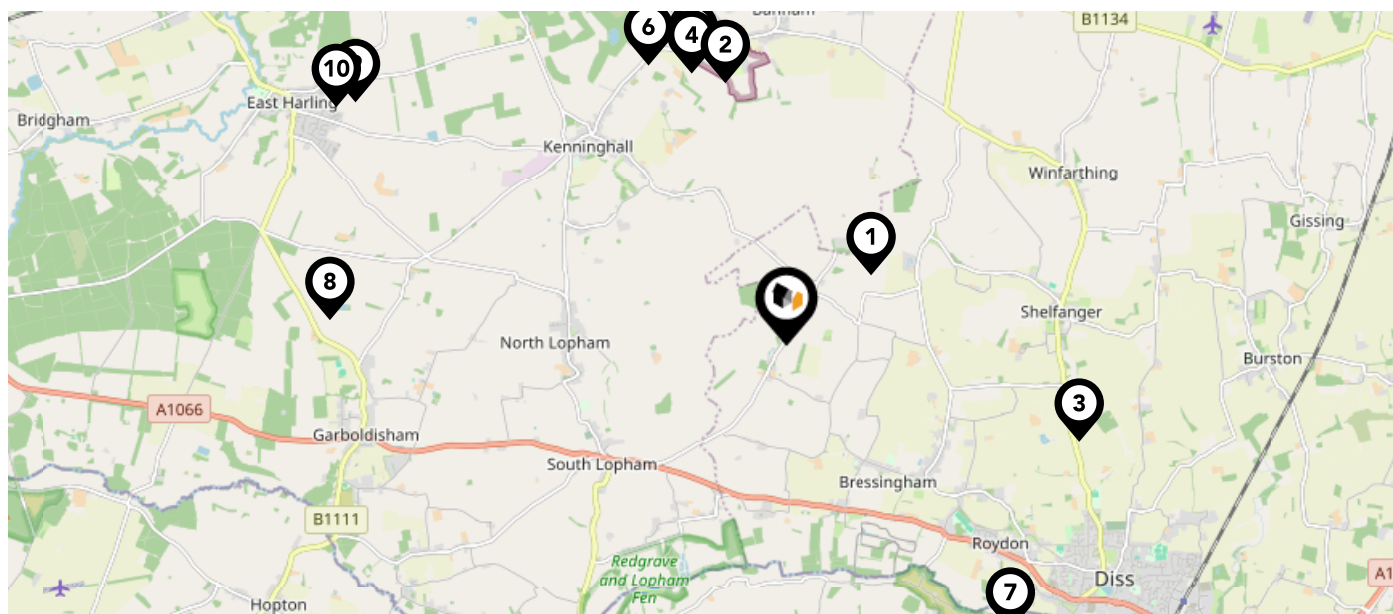 B1134
6
4
2
10
East Harling
Bridgham
Kenninghall
Winfarthing
Gissing
1
8
Shelfanger
North Lopham
Burston
3
A1066
Garboldisham
South Lopham
Bressingham
B1111
Roydon
Redgrave
and Lopham
Fen
Diss
7
Hopton